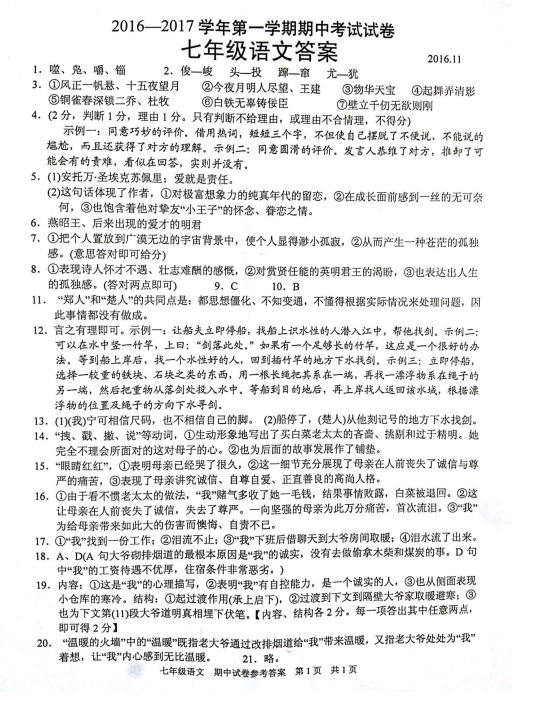 2016—2017 学年第一学期期中考试试卷
七年级语文答案
2016.11
1．噬、凫、嚼、锱　　2．俊—峻　头—投　蹿—窜　尤—犹
3．①风正一帆悬、十五夜望月　②今夜月明人尽望、王建　③物华天宝　④起舞弄清影
⑤铜雀春深锁二乔、杜牧　⑥白铁无辜铸佞臣　⑦壁立千仞无欲则刚
4．(2 分，判断 1 分，理由 1 分。只有判断不给理由，或理由不合情理，不得分)
示例一：同意巧妙的评价。借用热词，短短三个字，不但使自己摆脱了不便说、不能说的
尴尬，而且还获得了对方的理解。示例二：同意圆滑的评价。发言人恭维了对方，推卸了可
能会有的责难，看似在回答，实则并没有。
5．(1)安托万·圣埃克苏佩里；爱就是责任。
(2)这句话体现了作者，①对极富想象力的纯真年代的留恋，②在成长面前感到一丝的无可奈
何，③也饱含着他对挚友“小王子”的怀念、眷恋之情。
6．燕昭王、后来出现的爱才的明君
7．①把个人置放到广漠无边的宇宙背景中，使个人显得渺小孤寂，②从而产生一种苍茫的孤独
感。(意思答对即可给分)
8．①表现诗人怀才不遇、壮志难酬的感慨，②对赏贤任能的英明君王的渴盼，③也表达出人生
的孤独感。(答对两点即可)　　9．C　　10．B
11．“郑人”和“楚人”的共同点是：都思想僵化、不知变通，不懂得根据实际情况来处理问题，因
此事情都没有做成。
12．言之有理即可。示例一：让船夫立即停船，找船上识水性的人潜入江中，帮他找剑。示例二：
可以在水中竖一竹竿，上曰：“剑落此处。”如果有一个足够长的竹竿，这应是一个很好的办
法。等到船上岸后，找一个水性好的人，回到插竹竿的地方下水找剑。示例三：立即停船，
选择一较重的铁块、石块之类的东西，用一根长绳把其系在一端，再找一漂浮物系在绳子的
另一端，然后把重物从落剑处投入水中。等船到目的地后，再上岸找人返回该水域，根据漂
浮物的位置及绳子的方向下水寻剑。
13．(1)(我)宁可相信尺码，也不相信自己的脚。 (2)船停了，(楚人)从他刻记号的地方下水找剑。
14．“拽、戳、撇、说”等动词，①生动形象地写出了买白菜老太太的吝啬、挑剔和过于精明。她
完全不理会所面对的这对母子的心。②也为后面的故事发展作了铺垫。
15．“眼睛红红”，①表明母亲已经哭了很久，②这一细节充分展现了母亲在人前丧失了诚信与尊
严的痛苦，③表现了母亲讲究诚信、自尊自爱、正直善良的高尚人格。
16．①由于看不惯老太太的做法，“我”赌气多收了她一毛钱，结果事情败露，白菜被退回。②这
让母亲在人前丧失了诚信，失去了尊严。一向坚强的母亲为此万分痛苦，首次流泪。③“我”
为给母亲带来如此大的伤害而懊悔、自责不已。
17．①“我”找到一份工作；②泪流不止；③“我”下班后借聊天到大爷房间取暖；④泪水流了出来。
18．A、D(A 句大爷砌排烟道的最根本原因是“我”的诚实，没有去做偷拿木柴和煤炭的事。D 句
中“我”的工资待遇不优厚，住宿条件非常恶劣。)
19．内容：①这是“我”的心理描写，②表明“我”有自控能力，是一个诚实的人，③也从侧面表现
小仓库的寒冷。结构：①起过渡作用(承上启下)，②过渡到下文到隔壁大爷家取暖避寒；③
也为下文第(11)段大爷道明真相埋下伏笔。【内容、结构各 2 分。每一项答出其中任意两点，
即可得 2 分】
20．“温暖的火墙”中的“温暖”既指老大爷通过改排烟道给“我”带来温暖，又指老大爷处处为“我”
着想，让“我”内心感到无比温暖。　　21．略。
七年级语文　期中试卷参考答案　第 1 页　共 1 页